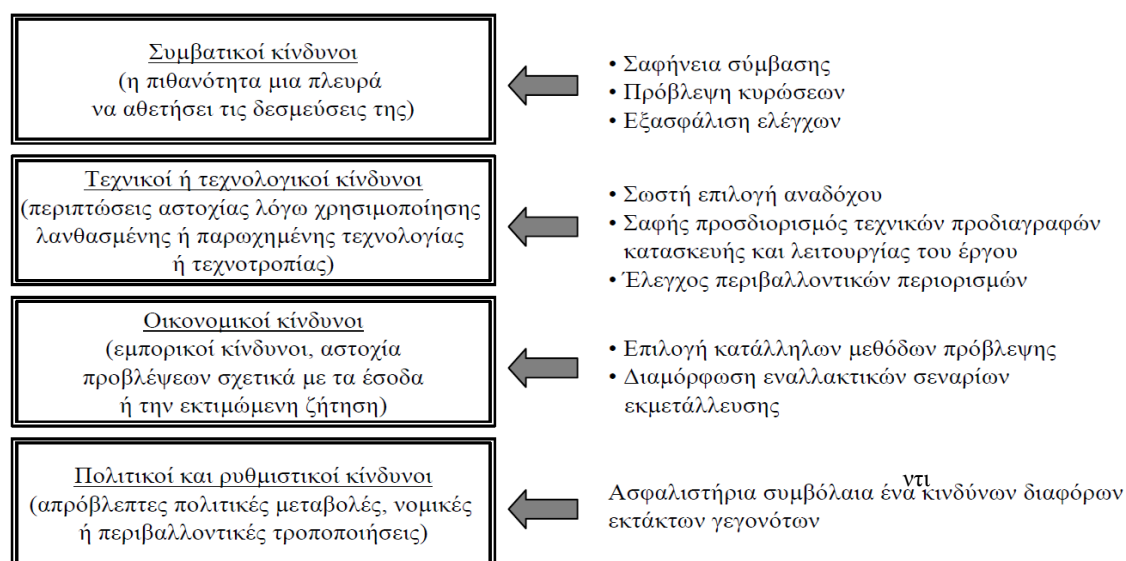 Συμβατικοί κίνδυνοι
(η πιθανότητα μια πλευρά
να αθετήσει τις δεσμεύσεις της)
• Σαφήνεια σύμβασης
• Πρόβλεψη κυρώσεων
• Εξασφάλιση ελέγχων
Τεχνικοί ή τεχνολογικοί κίνδυνοι
(περιπτώσεις αστοχίας λόγω χρησιμοποίησης
λανθασμένης ή παρωχημένης τεχνολογίας
ή τεχνοτροπίας)
• Σωστή επιλογή αναδόχου
• Σαφής προσδιορισμός τεχνικών προδιαγραφών
κατασκευής και λειτουργίας του έργου
• Έλεγχος περιβαλλοντικών περιορισμών
Οικονομικοί κίνδυνοι
(εμπορικοί κίνδυνοι, αστοχία
προβλέψεων σχετικά με τα έσοδα
ή την εκτιμώμενη ζήτηση)
• Επιλογή κατάλληλων μεθόδων πρόβλεψης
• Διαμόρφωση εναλλακτικών σεναρίων
εκμετάλλευσης
Πολιτικοί και ρυθμιστικοί κίνδυνοι
(απρόβλεπτες πολιτικές μεταβολές, νομικές
ή περιβαλλοντικές τροποποιήσεις)
ντι
Ασφαλιστήρια συμβόλαια ένα κινδύνων διαφόρων
εκτάκτων γεγονότων